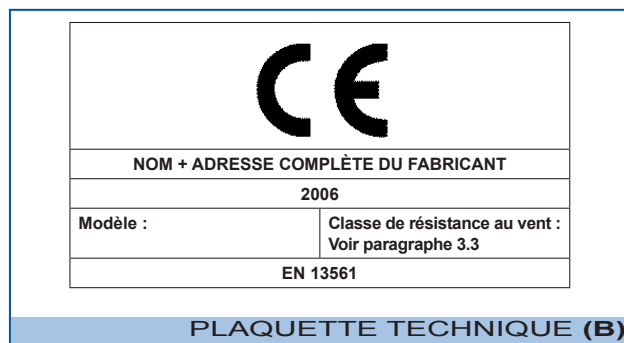 CE
NOM + ADRESSE COMPLÈTE DU FABRICANT
2006
Modèle :
Classe de résistance au vent :
Voir paragraphe 3.3
EN 13561
PLAQUETTE TECHNIQUE (B)